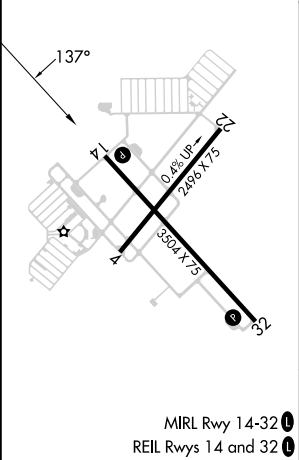 137°
22
14
P
0.4% UP
2496 X 75
4
3504 X 75
P
32
MIRL Rwy 14-32 L
REIL Rwys 14 and 32 L